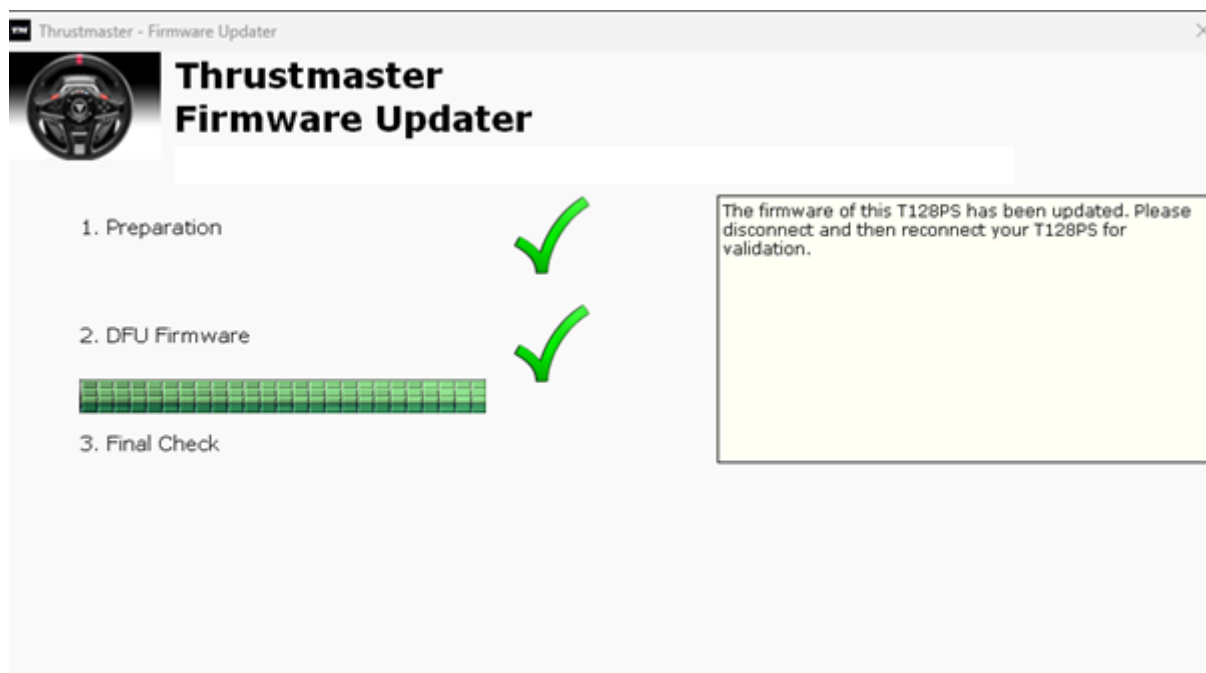 Thrustmaster - Firmware Updater
Thrustmaster
Firmware Updater
1. Preparation
The firmware of this T128PS has been updated. Please
disconnect and then reconnect your T128PS for
validation.
2. DFU Firmware
3. Final Check